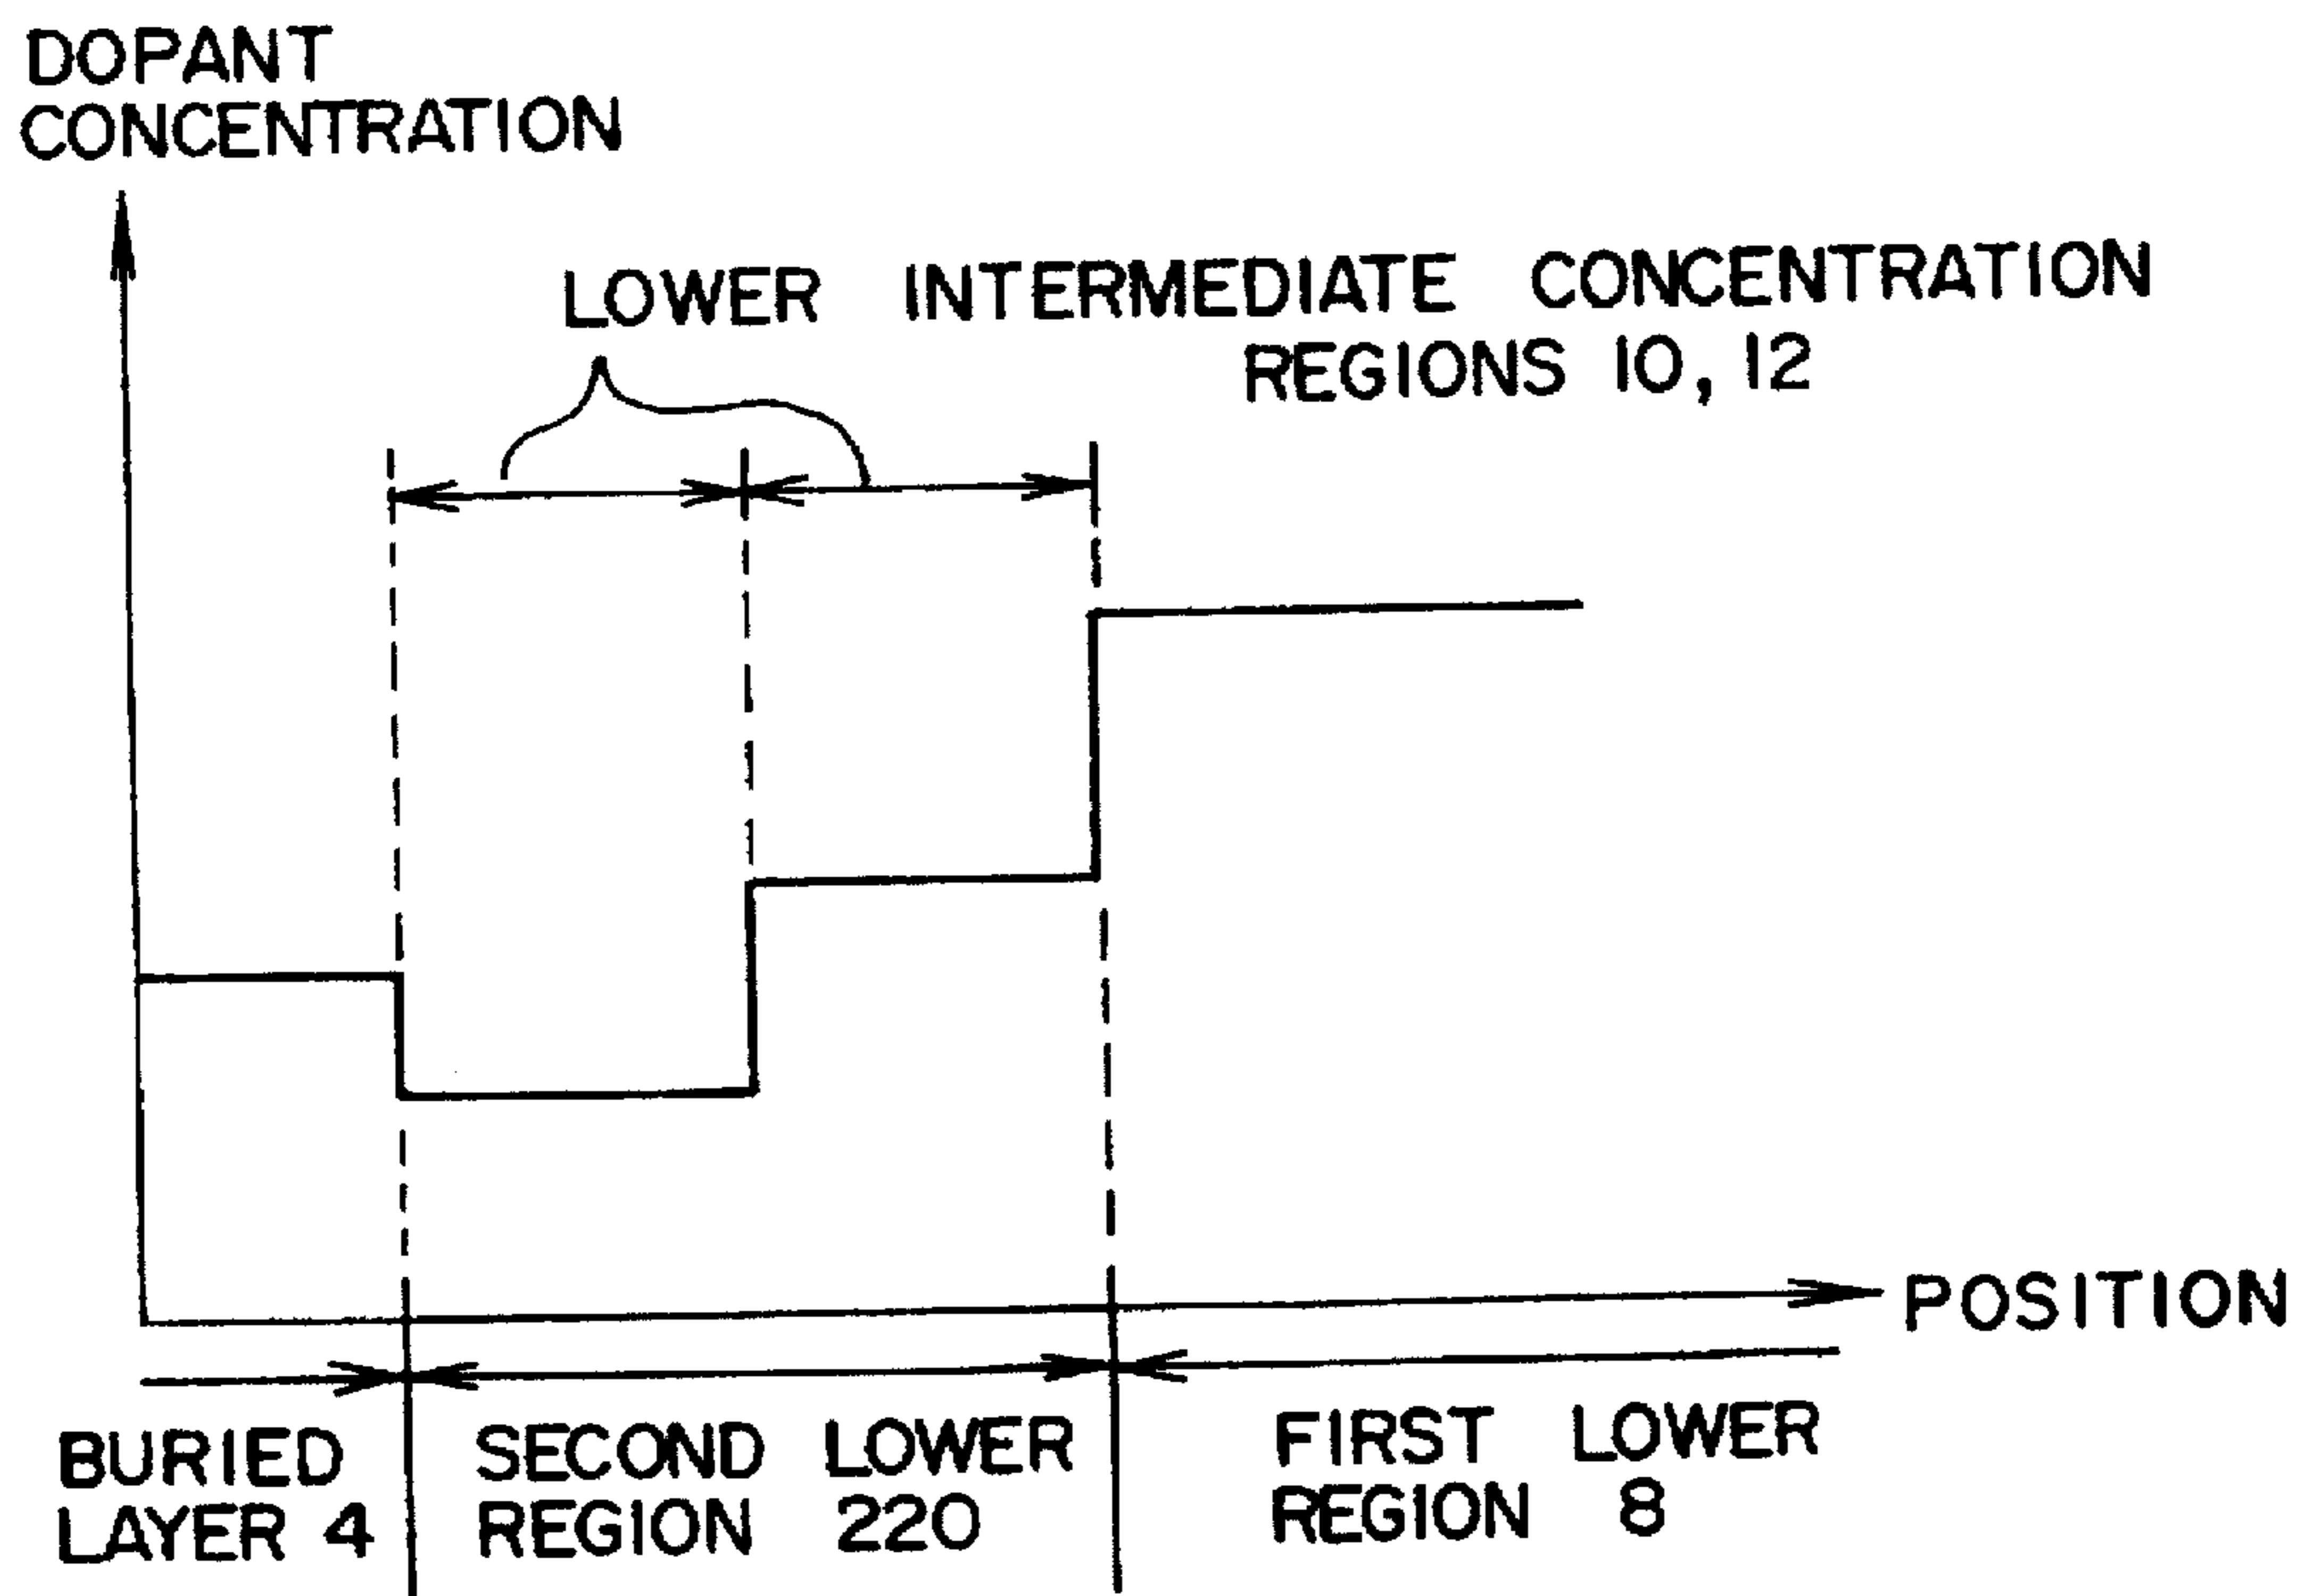 DOPANT
CONCENTRATION
LOWER INTERMEDIATE CONCENTRATION
REGIONS 10, 12
POSITION
BURIED
LAYER 4
SECOND LOWER
REGION 220
FIRST LOWER
REGION 8